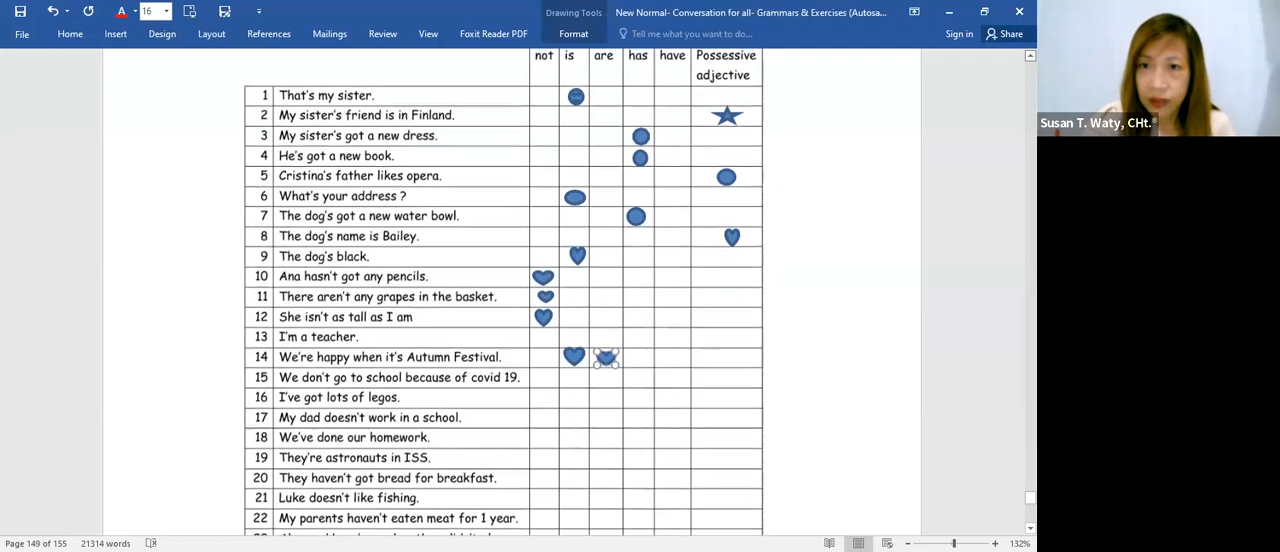 16
Drawing Tools
New Normal- Conversation for all- Grammars & Exercises (Autosa...
File
Home
Insert
Design
Layout
References
Mailings
Review
View
Foxit Reader PDF
Format
Tell me what you want to do...
Sign in
Share
not is are has have Possessive
adjective
1 That's my sister.
2 My sister's friend is in Finland.
3 My sister's got a new dress.
4 He's got a new book.
5 Cristina's father likes opera.
6 What's your address ?
7 The dog's got a new water bowl.
8 The dog's name is Bailey.
9 The dog's black.
10 Ana hasn't got any pencils.
11 There aren't any grapes in the basket.
12 She isn't as tall as I am
13 I'm a teacher.
14 We're happy when it's Autumn Festival.
15 We don't go to school because of covid 19.
16 I've got lots of legos.
17 My dad doesn't work in a school.
18 We've done our homework.
19 They're astronauts in ISS.
20 They haven't got bread for breakfast.
21 Luke doesn't like fishing.
22 My parents haven't eaten meat for 1 year.
Susan T. Waty, CHt.®
Page 149 of 155
21314 words
132%